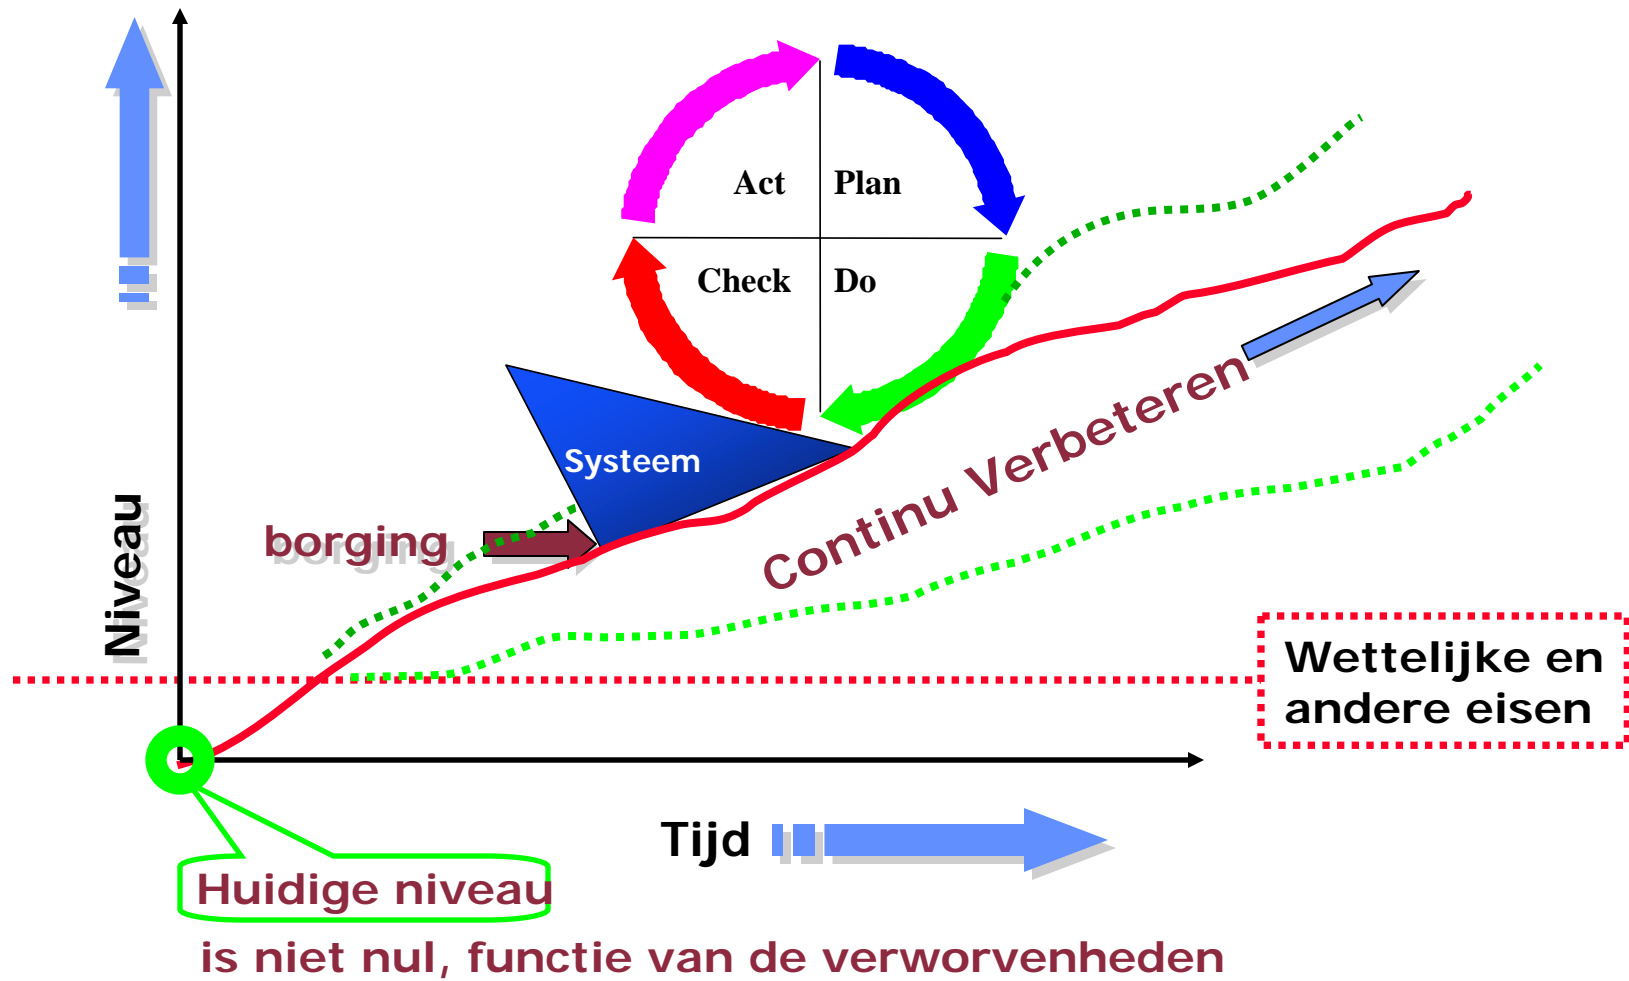 Act
Plan
Check
Do
Systeem
borging
Niveau
Continu Verbeteren
Wettelijke en
andere eisen
Tijd
Huidige niveau
is niet nul, functie van de verworvenheden